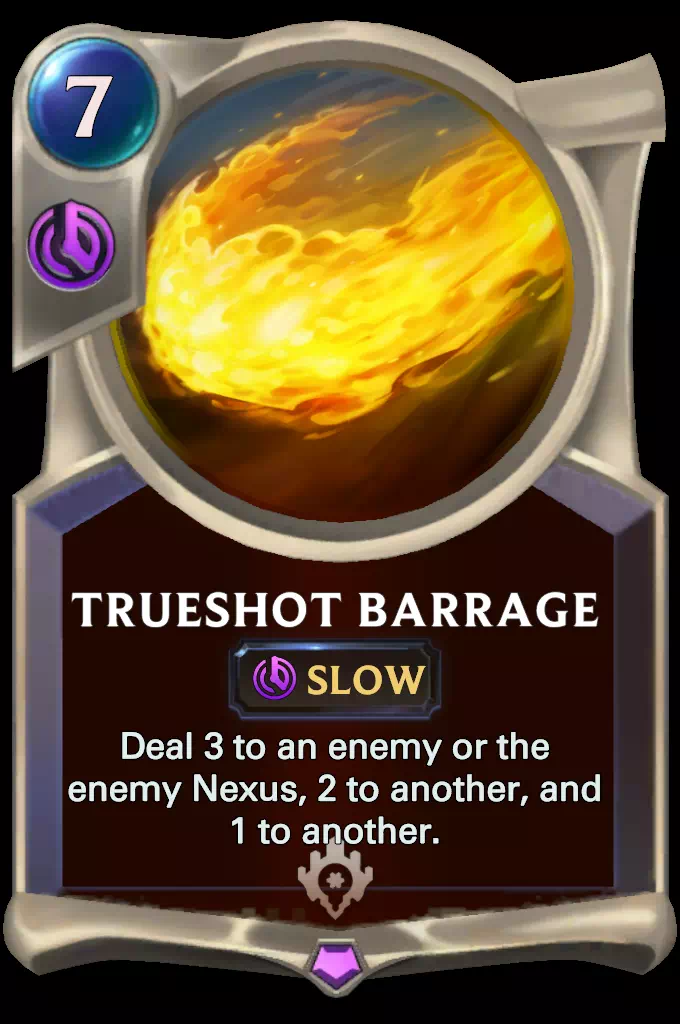 7
TRUESHOT BARRAGE
SLOW
Deal 3 to an enemy or the
enemy Nexus, 2 to another, and
1 to another.